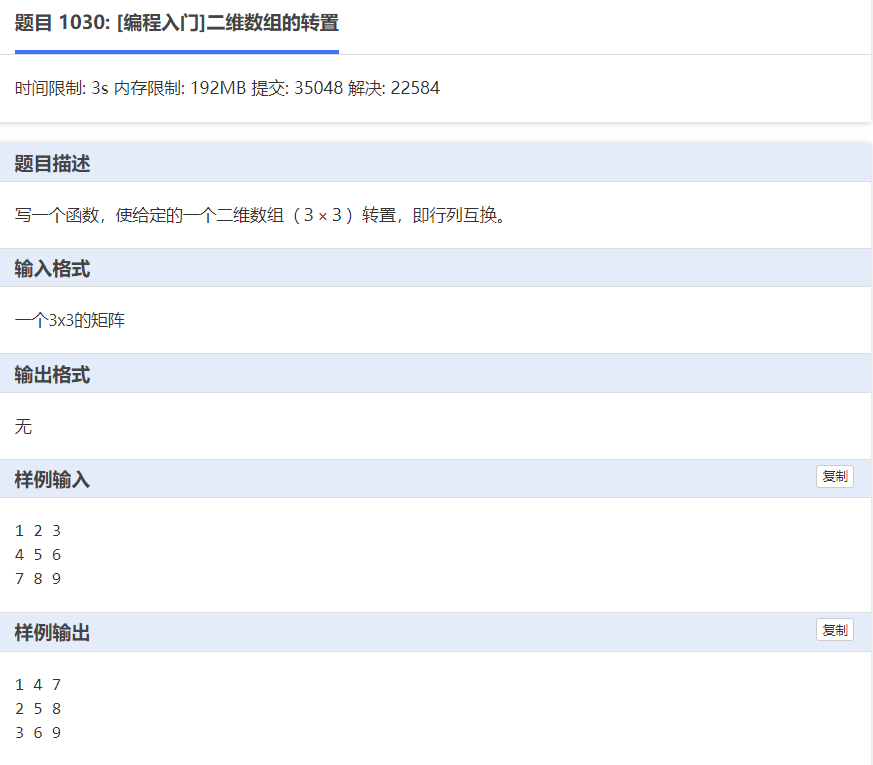 题目 1030: [编程入门]二维数组的转置
时间限制: 3s 内存限制: 192MB 提交: 35048 解决: 22584
题目描述
写一个函数，使给定的一个二维数组（３×３）转置，即行列互换。
输入格式
一个3x3的矩阵
输出格式
无
样例输入
复制
1 2 3
4 5 6
7 8 9
样例输出
复制
1 4 7
2 5 8
3 6 9